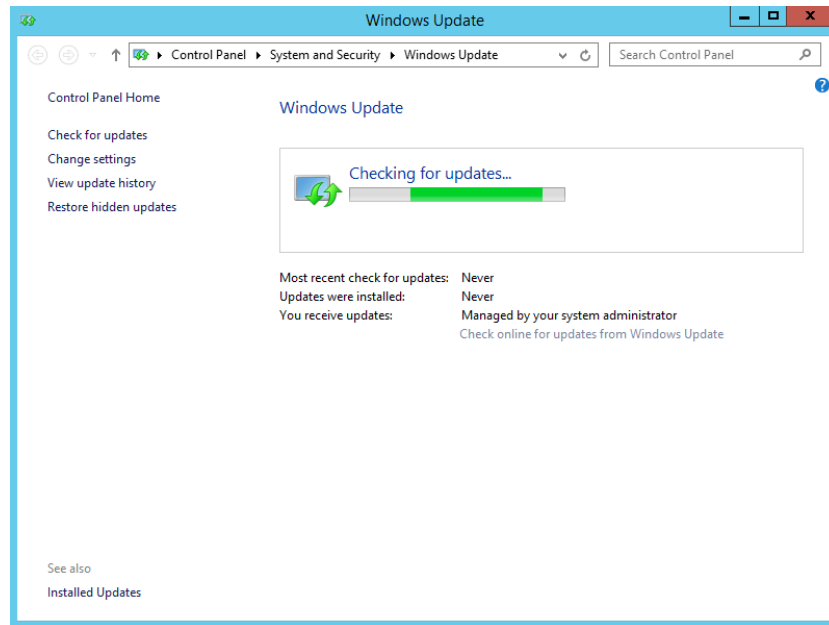 Windows Update
Control Panel System and Security Windows Update
Search Control Panel
Control Panel Home
Check for updates
Change settings
View update history
Restore hidden updates
Windows Update
Checking for updates...
Most recent check for updates: Never
Updates were installed: Never
You receive updates: Managed by your system administrator
Check online for updates from Windows Update
See also
Installed Updates